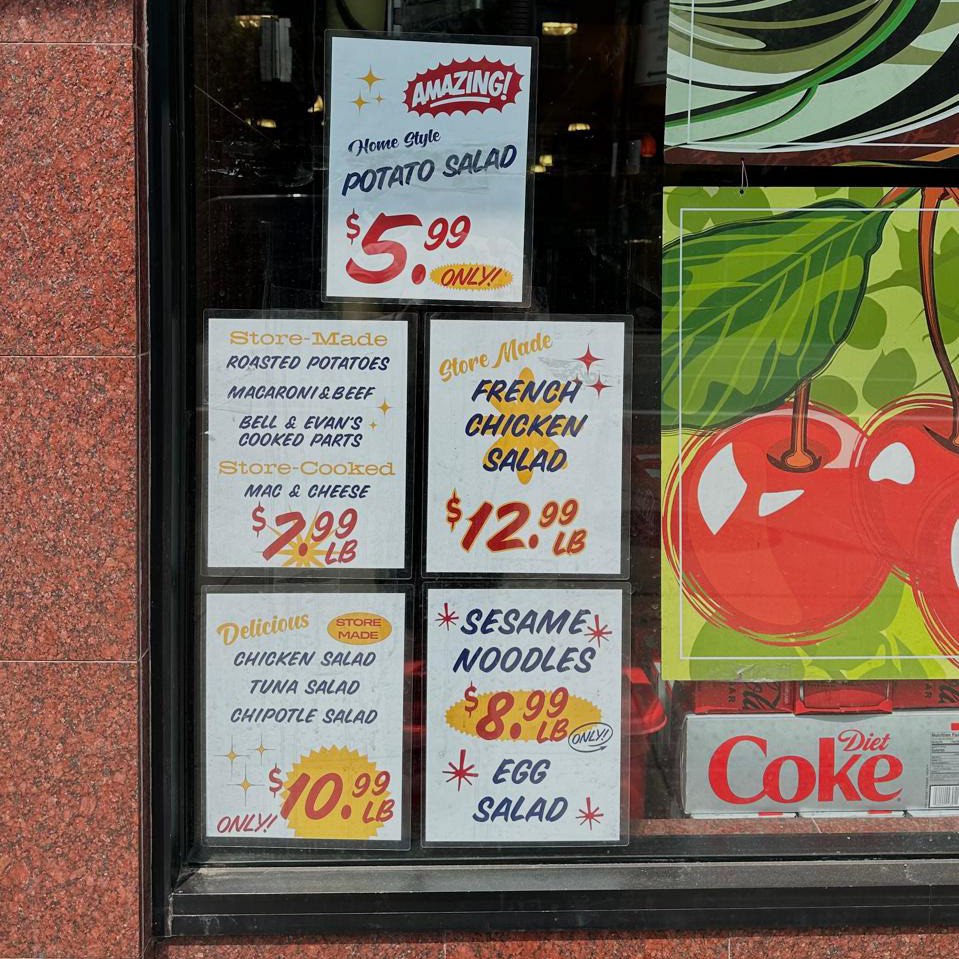 AMAZING!
Home Style
POTATO SALAD
$5.99
ONLY!
Store-Made
ROASTED POTATOES
MACARONI & BEEF
BELL & EVAN'S
COOKED PARTS
Store-Cooked
MAC & CHEESE
$7.99
LB
Store Made
FRENCH
CHICKEN
SALAD
$12.99
LB
Delicious
STORE
MADE
CHICKEN SALAD
TUNA SALAD
CHIPOTLE SALAD
$10.99
LB
ONLY!
SESAME
NOODLES
$8.99
LB
ONLY!
EGG
SALAD
Diet
Coke